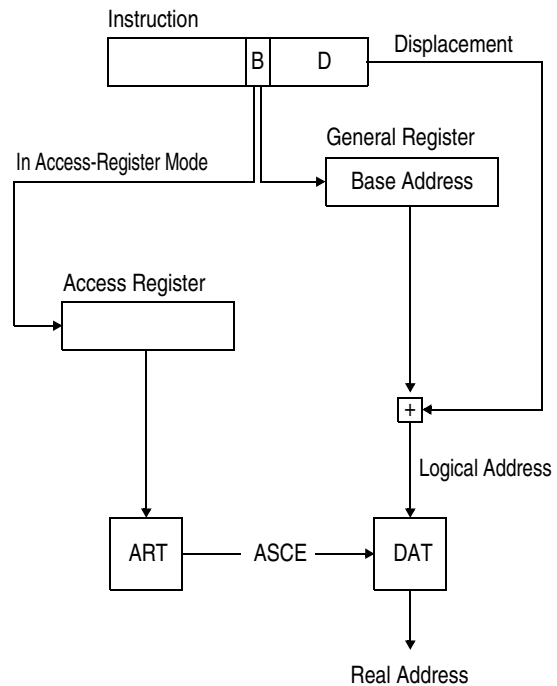 Instruction
Displacement
B
D
General Register
In Access-Register Mode
Base Address
Access Register
+
Logical Address
ART
ASCE
DAT
Real Address